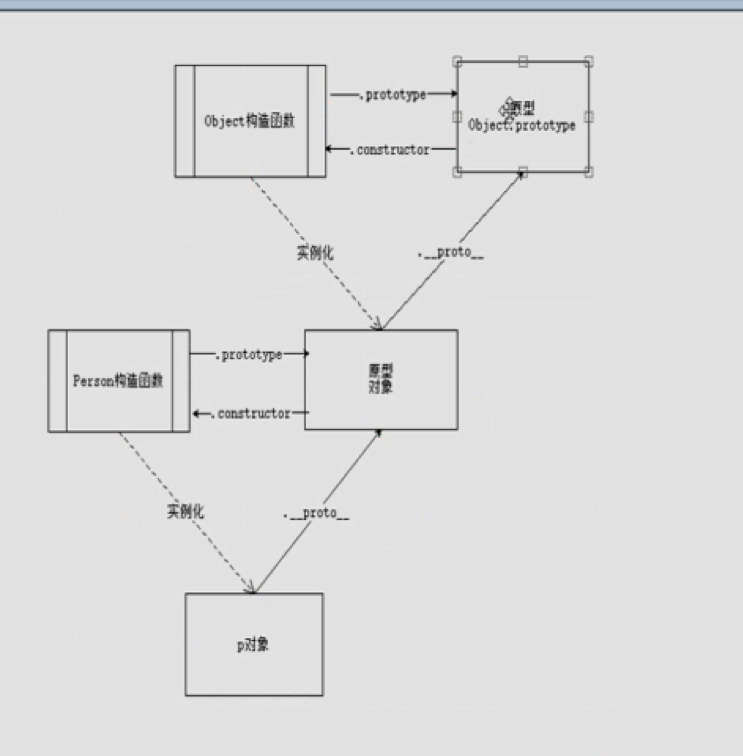 Object构造函数
.prototype
原型
Object.prototype
.constructor
实例化
.__proto__
Person构造函数
.prototype
原型
对象
.constructor
实例化
.__proto__
p对象